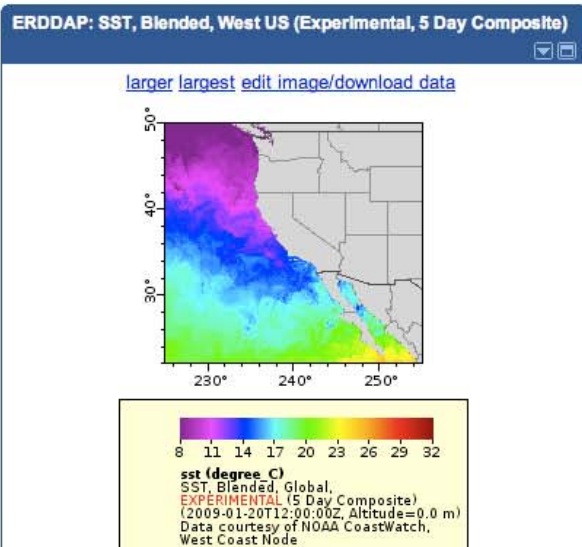 ERDDAP: SST, Blended, West US (Experimental, 5 Day Composite)
larger largest edit image/download data
50°
40°
30°
230° 240° 250°
8 11 14 17 20 23 26 29 32
sst (degree_C)
SST, Blended, Global,
EXPERIMENTAL (5 Day Composite)
(2009-01-20T12:00:00Z, Altitude=0.0 m)
Data courtesy of NOAA CoastWatch,
West Coast Node